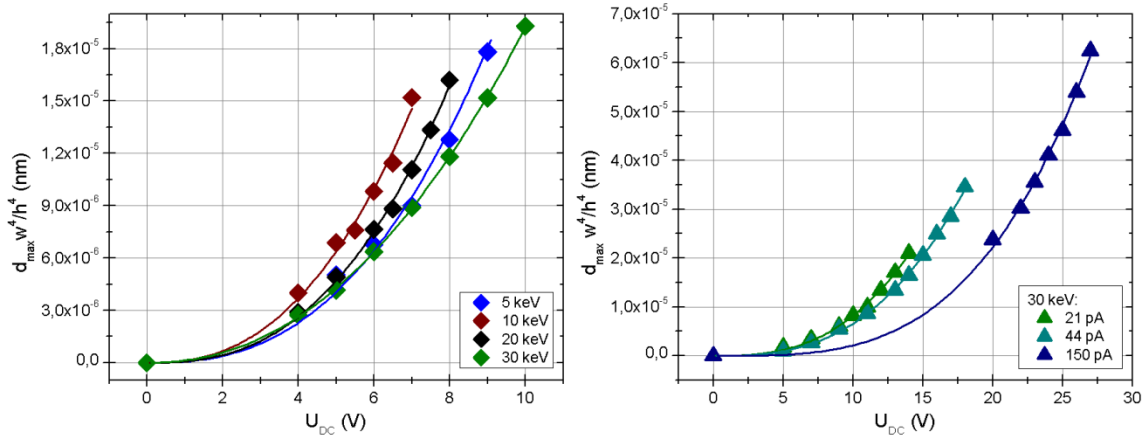 1,8x10⁻⁵
1,5x10⁻⁵
1,2x10⁻⁵
9,0x10⁻⁶
6,0x10⁻⁶
3,0x10⁻⁶
0,0
d_max w⁴/h⁴ (nm)
0 2 4 6 8 10
U_DC (V)
5 keV
10 keV
20 keV
30 keV
7,0x10⁻⁵
6,0x10⁻⁵
5,0x10⁻⁵
4,0x10⁻⁵
3,0x10⁻⁵
2,0x10⁻⁵
1,0x10⁻⁵
0,0
d_max w⁴/h⁴ (nm)
0 5 10 15 20 25 30
U_DC (V)
30 keV:
21 pA
44 pA
150 pA